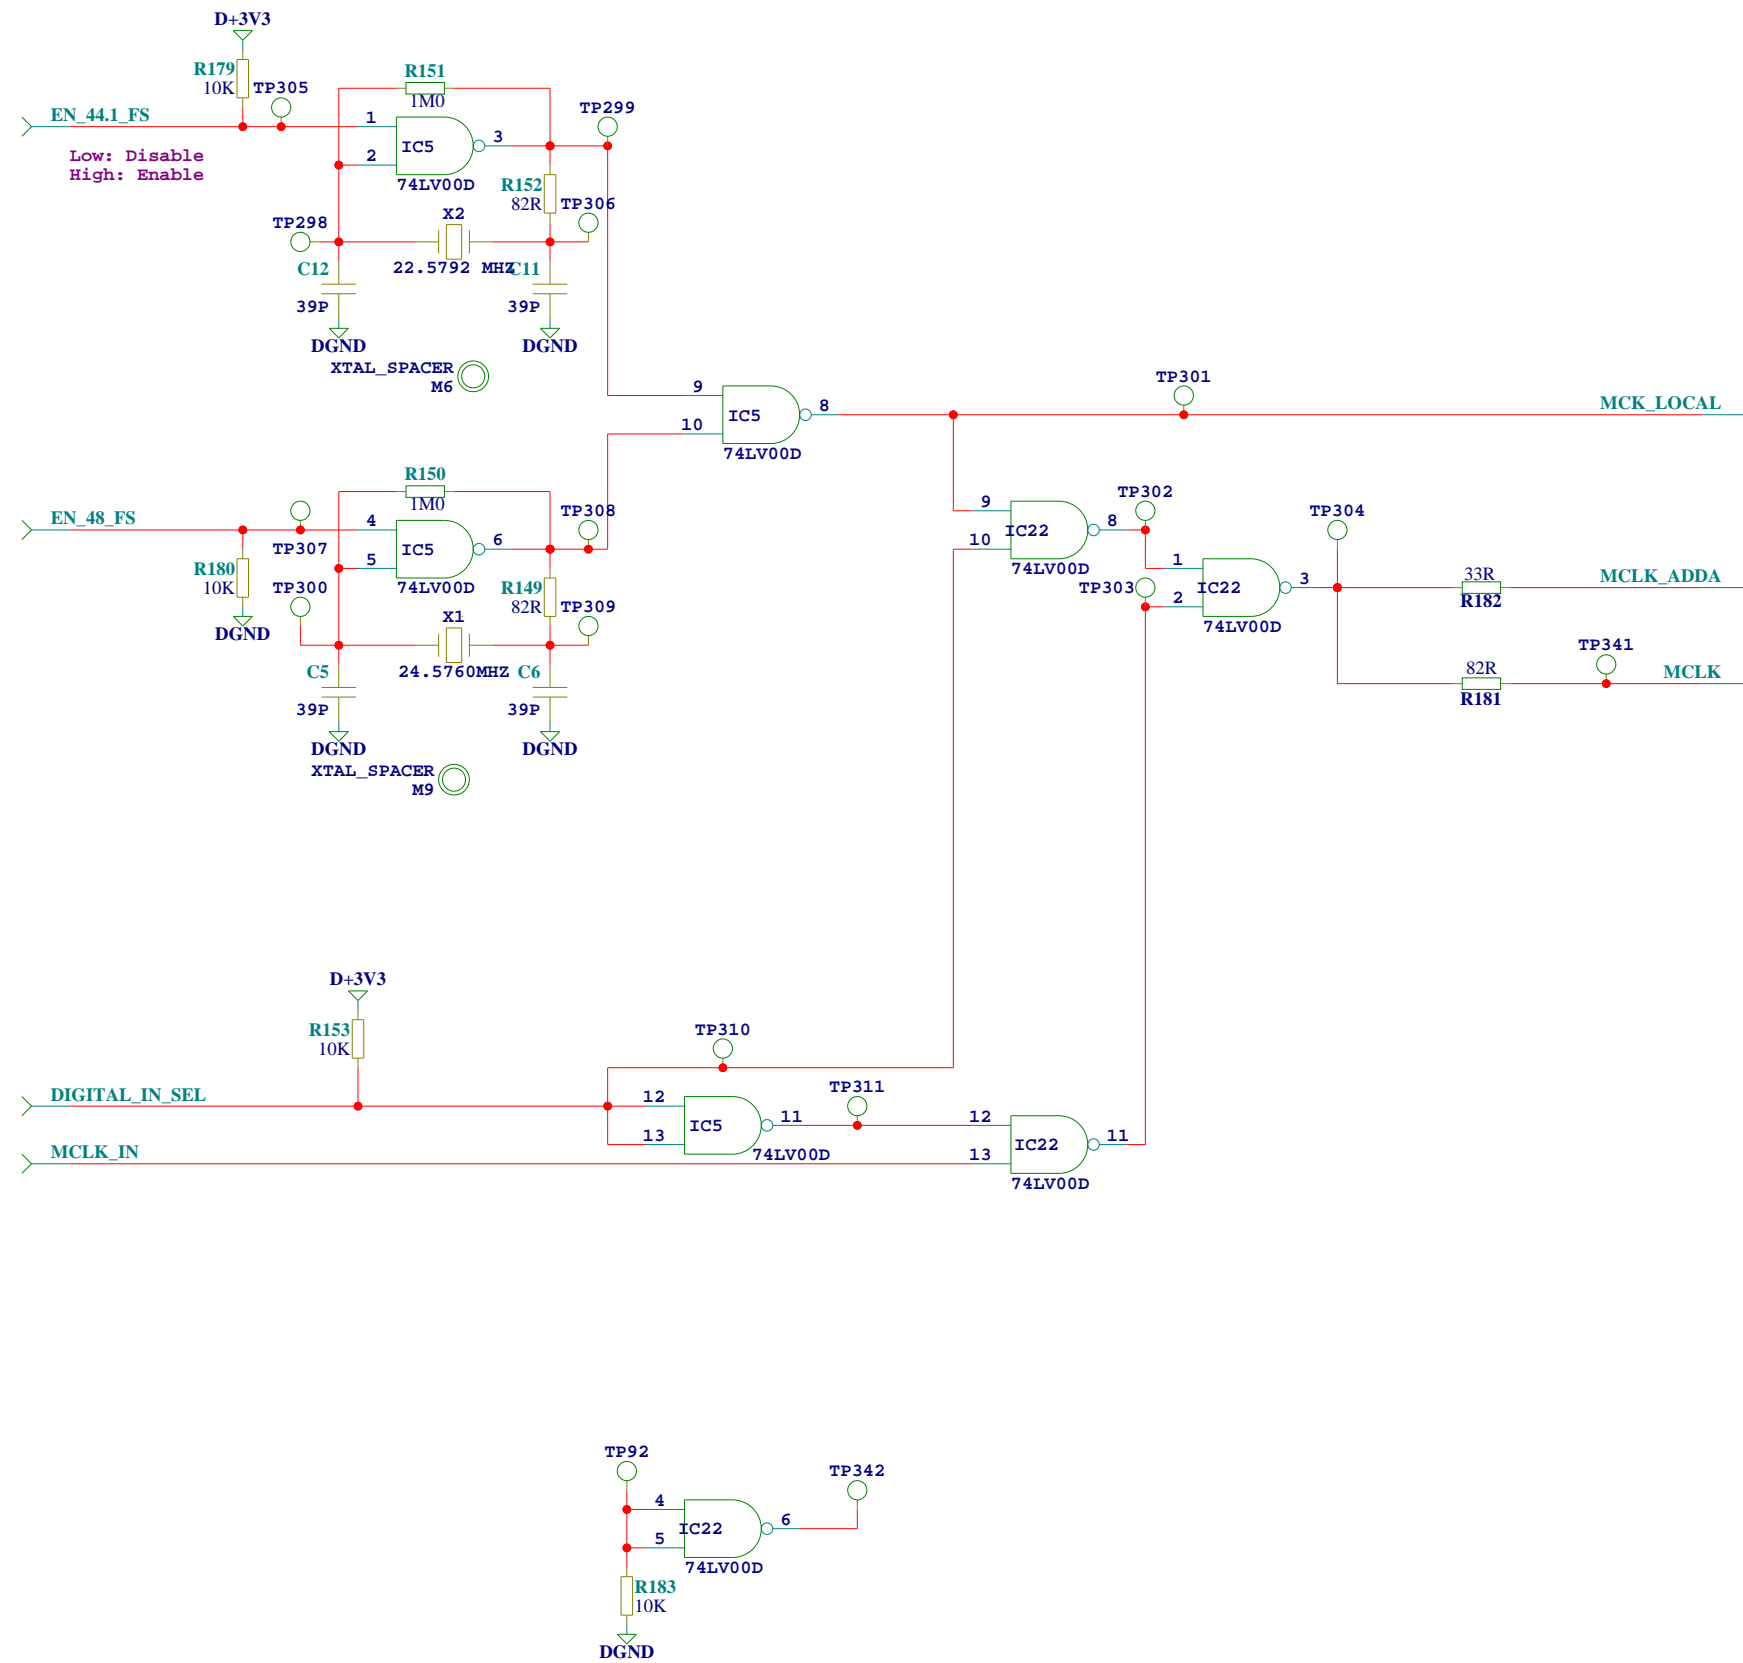 D+3V3
R179
10K
TP305
EN_44.1_FS
Low: Disable
High: Enable
R151
1M0
1
2
IC5
3
74LV00D
TP299
R152
82R
TP306
TP298
X2
22.5792 MHZ
C12
39P
C11
39P
DGND
DGND
XTAL_SPACER
M6
9
10
IC5
8
74LV00D
TP301
MCK_LOCAL
R150
1M0
EN_48_FS
TP307
4
5
IC5
6
74LV00D
TP308
R180
10K
DGND
TP300
R149
82R
TP309
X1
24.5760MHZ
C5
39P
C6
39P
DGND
DGND
XTAL_SPACER
M9
9
10
IC22
8
74LV00D
TP302
TP303
1
2
IC22
3
74LV00D
TP304
33R
R182
MCLK_ADDA
82R
R181
TP341
MCLK
D+3V3
R153
10K
DIGITAL_IN_SEL
MCLK_IN
TP310
12
13
IC5
11
74LV00D
TP311
12
13
IC22
11
74LV00D
TP92
4
5
IC22
6
74LV00D
TP342
R183
10K
DGND